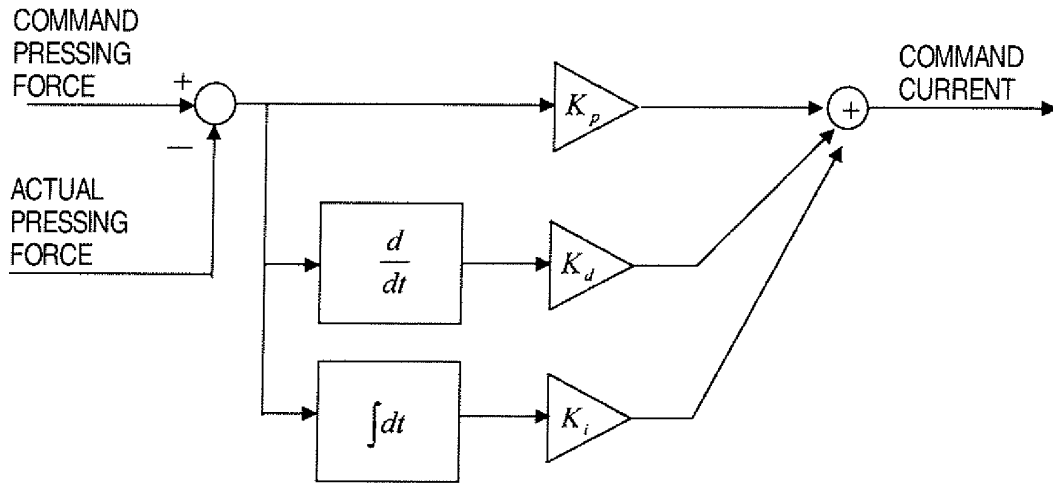 COMMAND
PRESSING
FORCE
+
−
ACTUAL
PRESSING
FORCE
K_p
+
COMMAND
CURRENT
d
dt
K_d
∫dt
K_i